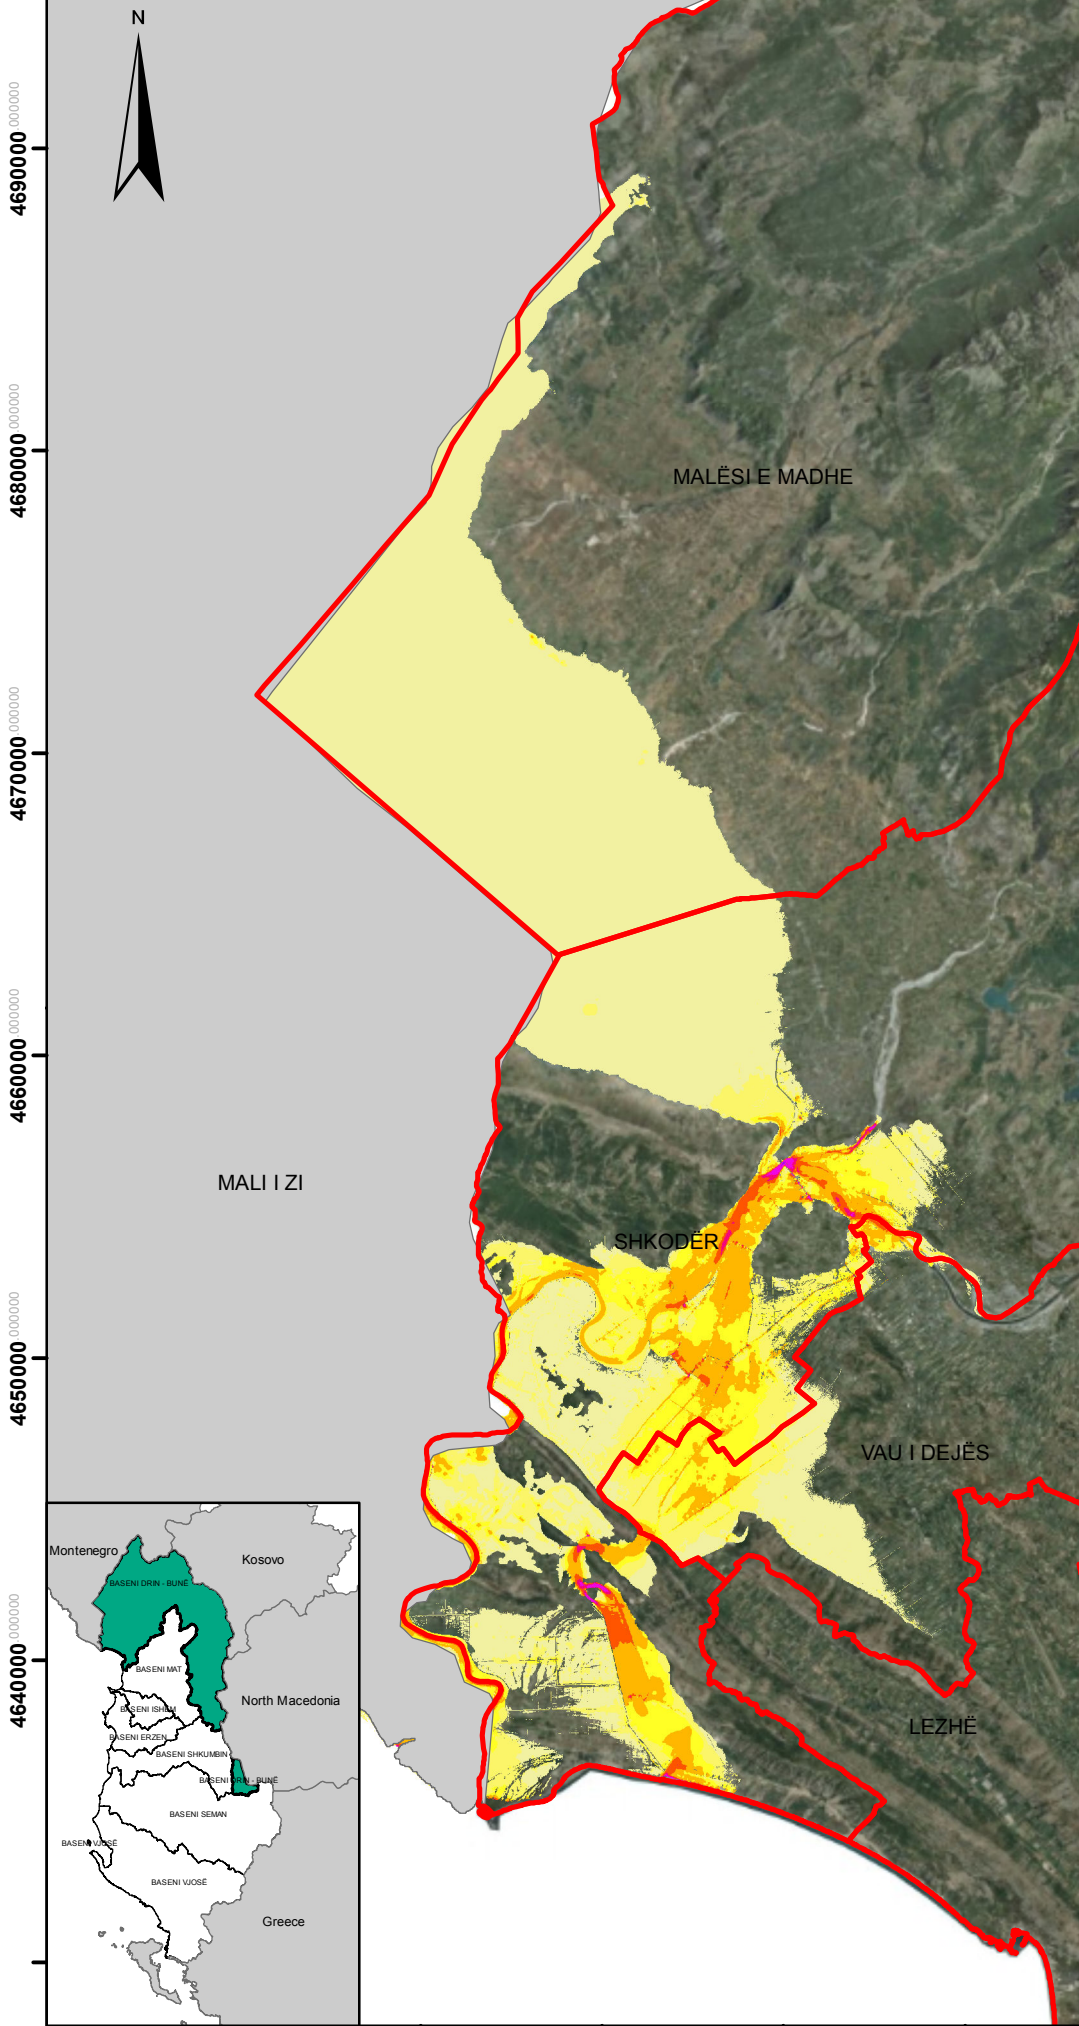 N
4690000.000000
4680000.000000
MALËSI E MADHE
4670000.000000
4660000.000000
MALI I ZI
SHKODËR
4650000.000000
VAU I DEJËS
4640000.000000
LEZHË
Montenegro
Kosovo
BASENI DRIN - BUNË
BASENI MAT
BASENI ISHEM
North Macedonia
BASENI ERZEN
BASENI SHKUMBIN
BASENI DRIN - BUNË
BASENI SEMAN
BASENI VJOSË
BASENI VJOSË
Greece